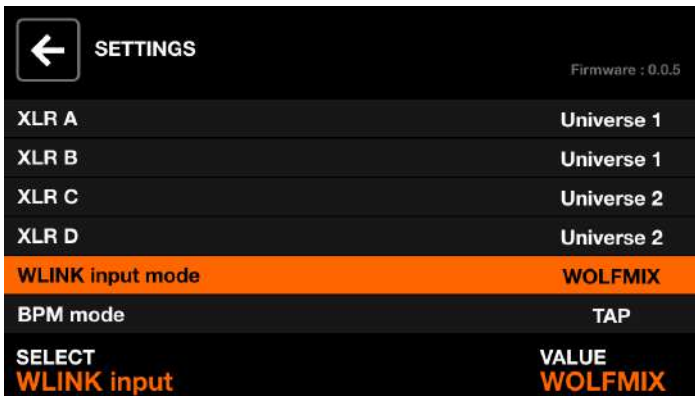 SETTINGS
Firmware : 0.0.5
XLR A Universe 1
XLR B Universe 1
XLR C Universe 2
XLR D Universe 2
WLINK input mode WOLFMIX
BPM mode TAP
SELECT VALUE
WLINK input WOLFMIX